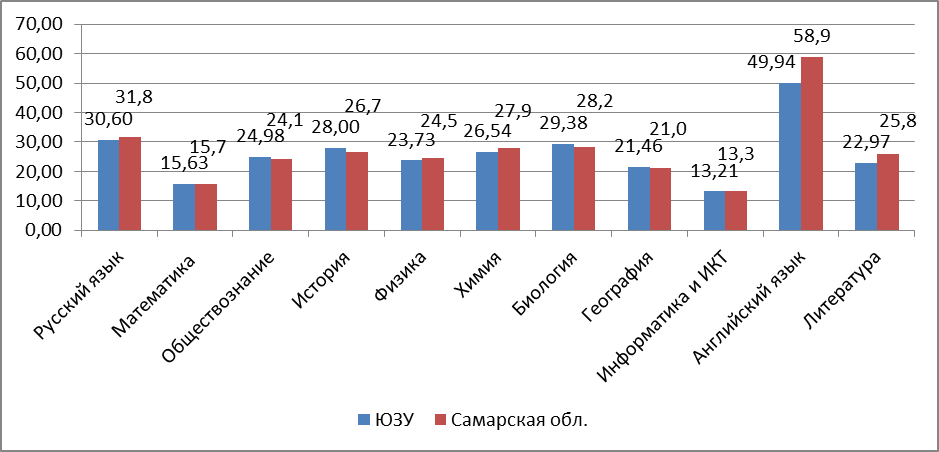 70,00
60,00
50,00
40,00
30,00
20,00
10,00
0,00
30,60 31,8
15,63 15,7
24,98 24,1
28,00 26,7
23,73 24,5
26,54 27,9
29,38 28,2
21,46 21,0
13,21 13,3
49,94 58,9
22,97 25,8
Русский язык
Математика
Обществознание
История
Физика
Химия
Биология
География
Информатика и ИКТ
Английский язык
Литература
ЮЗУ Самарская обл.